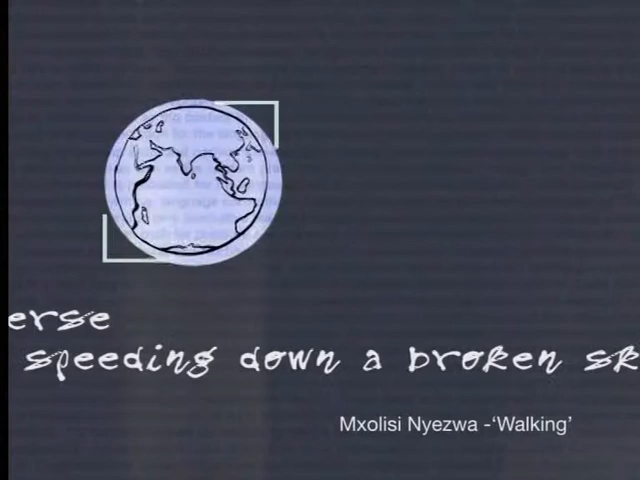 erse
speeding down a broken sk
Mxolisi Nyezwa -‘Walking’